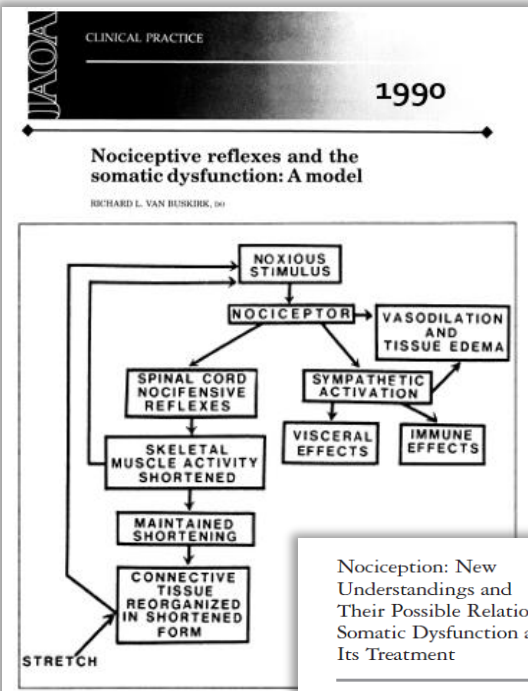 JAOA
CLINICAL PRACTICE
1990
Nociceptive reflexes and the
somatic dysfunction: A model
RICHARD L. VAN BUSKIRK, DO
NOXIOUS
STIMULUS
NOCICEPTOR
VASODILATION
AND
TISSUE EDEMA
SPINAL CORD
NOCIFENSIVE
REFLEXES
SYMPATHETIC
ACTIVATION
VISCERAL
EFFECTS
IMMUNE
EFFECTS
SKELETAL
MUSCLE ACTIVITY
SHORTENED
MAINTAINED
SHORTENING
CONNECTIVE
TISSUE
REORGANIZED
IN SHORTENED
FORM
STRETCH
Nociception: New
Understandings and
Their Possible Relatio
Somatic Dysfunction a
Its Treatment